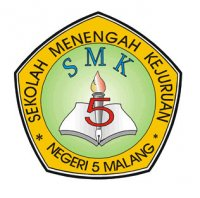 * SEKOLAH MENENGAH KEJURUAN *
SMK
5
NEGERI 5 MALANG